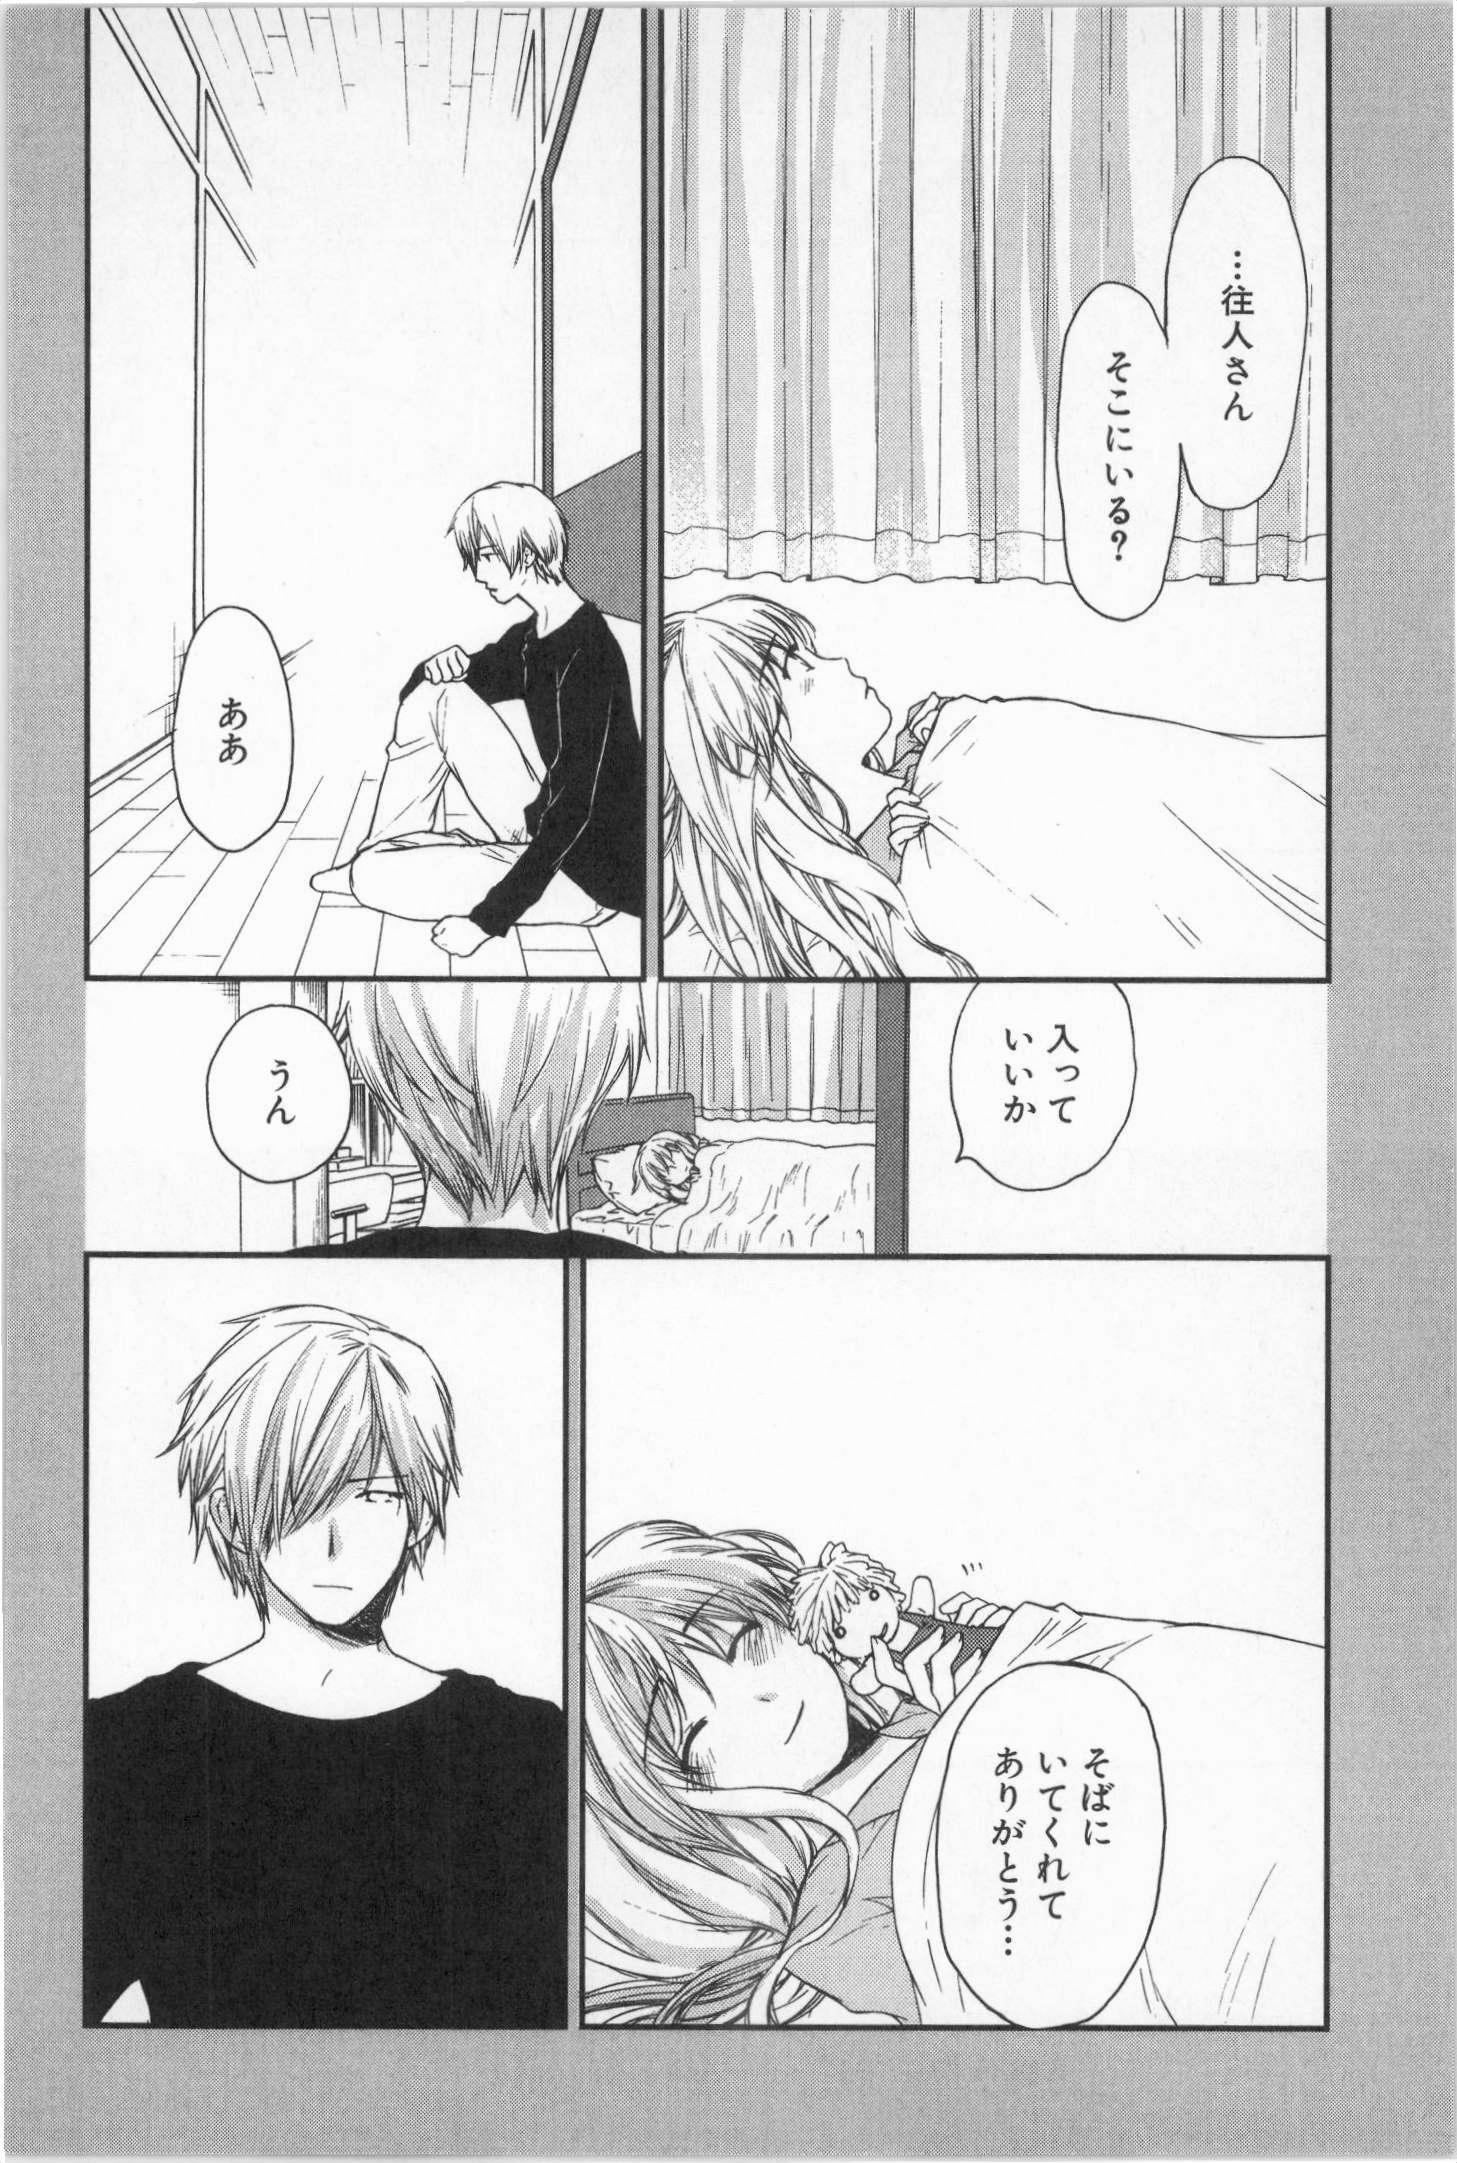 …往人さん
そこにいる?
ああ
入って
いいか
うん
そばに
いてくれて
ありがとう…